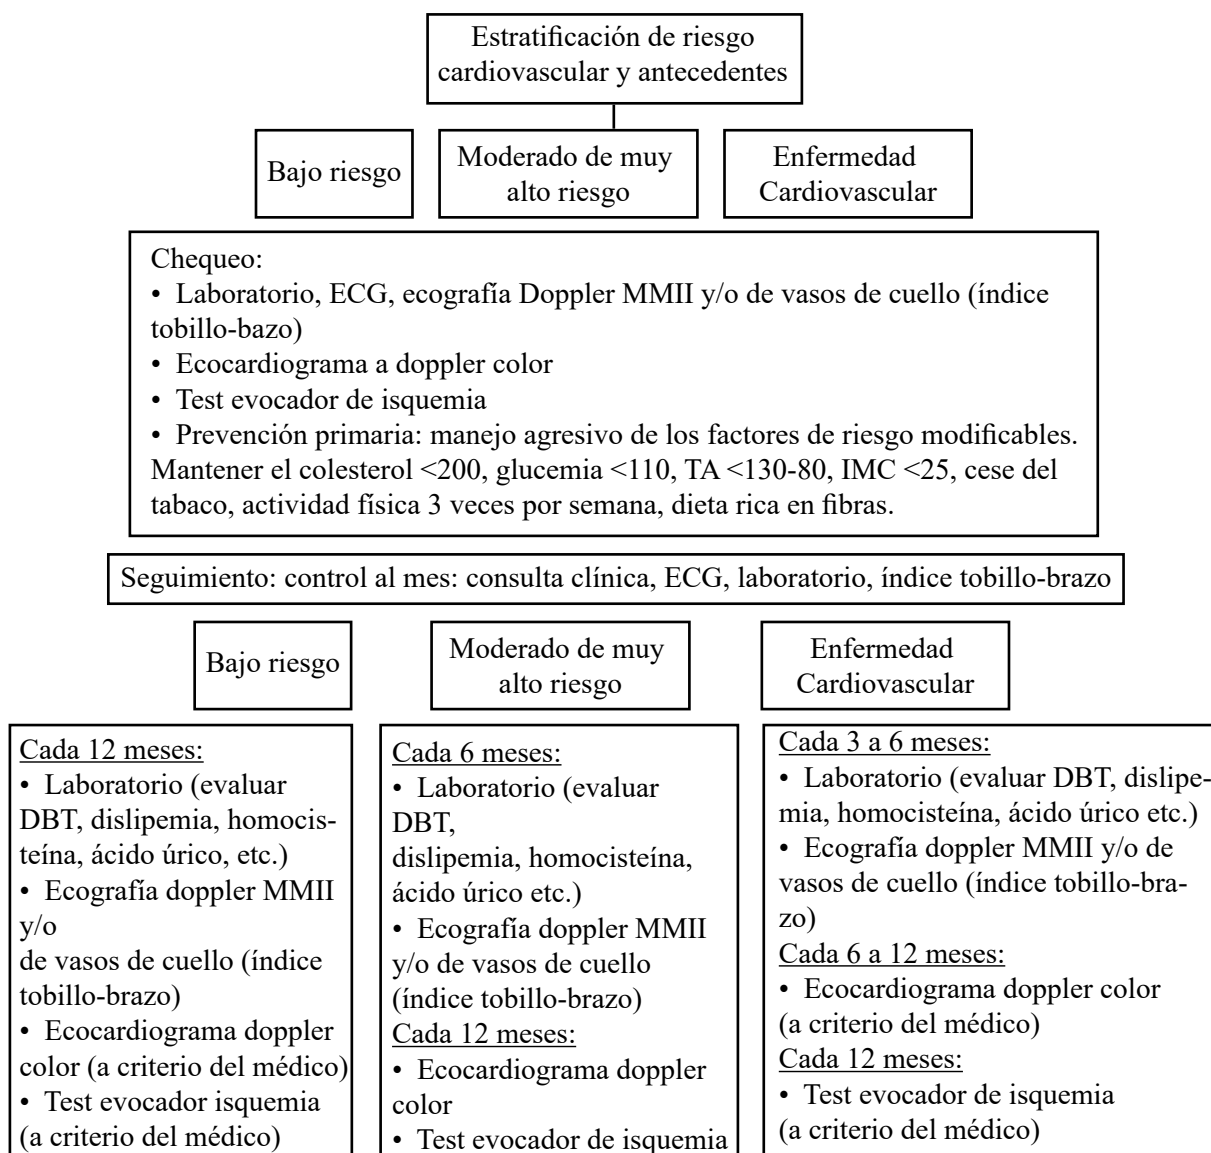 Estratificación de riesgo
cardiovascular y antecedentes
Bajo riesgo
Moderado de muy
alto riesgo
Enfermedad
Cardiovascular
Chequeo:
• Laboratorio, ECG, ecografía Doppler MMII y/o de vasos de cuello (índice
tobillo-bazo)
• Ecocardiograma a doppler color
• Test evocador de isquemia
• Prevención primaria: manejo agresivo de los factores de riesgo modificables.
Mantener el colesterol <200, glucemia <110, TA <130-80, IMC <25, cese del
tabaco, actividad física 3 veces por semana, dieta rica en fibras.
Seguimiento: control al mes: consulta clínica, ECG, laboratorio, índice tobillo-brazo
Bajo riesgo
Moderado de muy
alto riesgo
Enfermedad
Cardiovascular
Cada 12 meses:
• Laboratorio (evaluar
DBT, dislipemia, homocis-
teína, ácido úrico, etc.)
• Ecografía doppler MMII
y/o
de vasos de cuello (índice
tobillo-brazo)
• Ecocardiograma doppler
color (a criterio del médico)
• Test evocador isquemia
(a criterio del médico)
Cada 6 meses:
• Laboratorio (evaluar
DBT,
dislipemia, homocisteína,
ácido úrico etc.)
• Ecografía doppler MMII
y/o de vasos de cuello
(índice tobillo-brazo)
Cada 12 meses:
• Ecocardiograma doppler
color
• Test evocador de isquemia
Cada 3 a 6 meses:
• Laboratorio (evaluar DBT, dislipe-
mia, homocisteína, ácido úrico etc.)
• Ecografía doppler MMII y/o de
vasos de cuello (índice tobillo-bra-
zo)
Cada 6 a 12 meses:
• Ecocardiograma doppler color
(a criterio del médico)
Cada 12 meses:
• Test evocador de isquemia
(a criterio del médico)